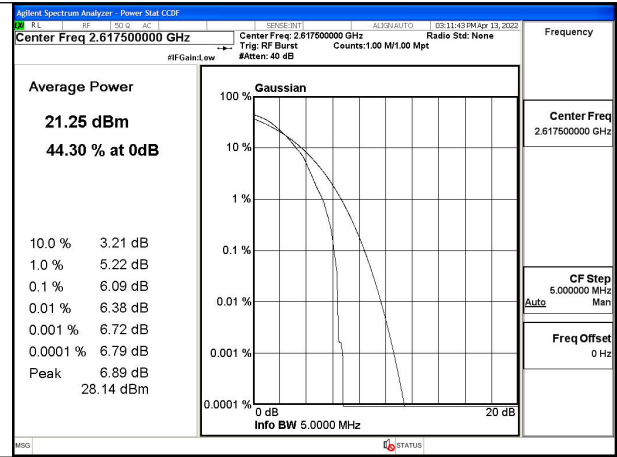 Agilent Spectrum Analyzer - Power Stat CCDF
RL RF 50 Ω AC SENSE:INT ALIGN AUTO 03:11:43 PM Apr 13, 2022
Center Freq 2.617500000 GHz
Center Freq: 2.617500000 GHz Radio Std: None
Trig: RF Burst Counts:1.00 M/1.00 Mpt
#IFGain:Low #Atten: 40 dB
Frequency
Average Power
21.25 dBm
44.30 % at 0dB
10.0 % 3.21 dB
1.0 % 5.22 dB
0.1 % 6.09 dB
0.01 % 6.38 dB
0.001 % 6.72 dB
0.0001 % 6.79 dB
Peak 6.89 dB
28.14 dBm
Gaussian
100 %
10 %
1 %
0.1 %
0.01 %
0.001 %
0.0001 %
0 dB 20 dB
Info BW 5.0000 MHz
Center Freq
2.617500000 GHz
CF Step
5.000000 MHz
Auto Man
Freq Offset
0 Hz
MSG STATUS